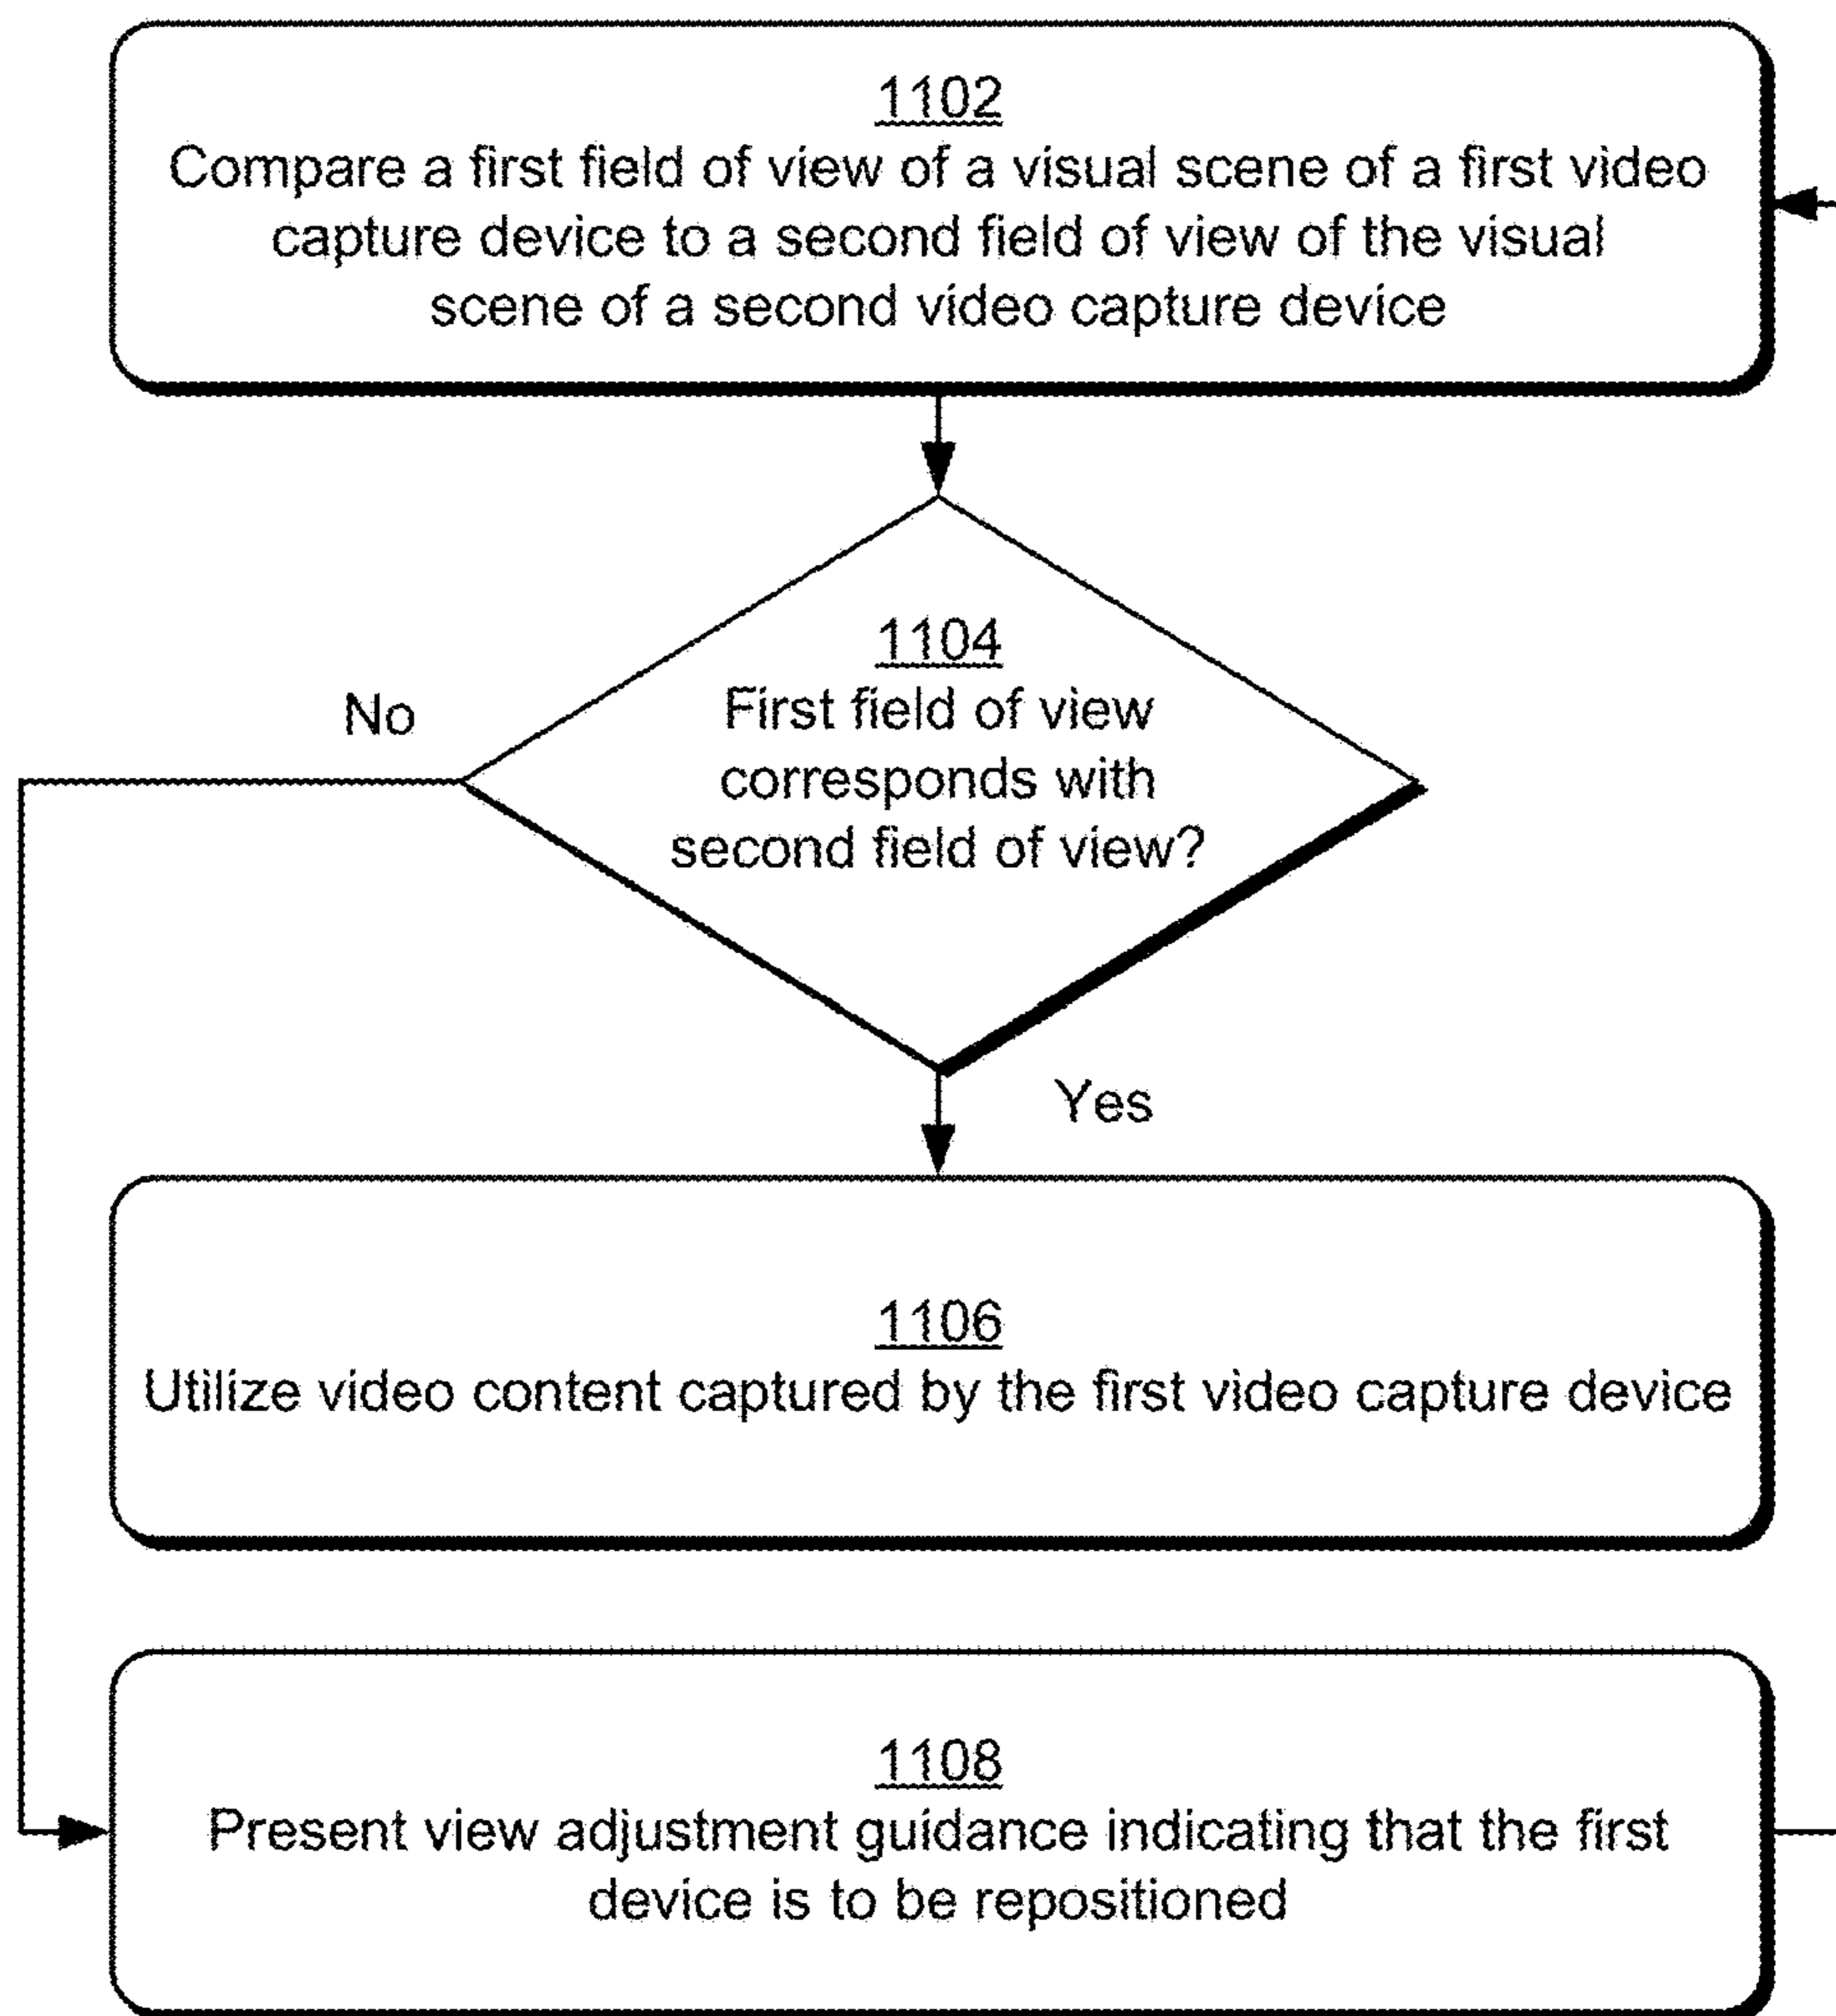 1102
Compare a first field of view of a visual scene of a first video
capture device to a second field of view of the visual
scene of a second video capture device
1104
First field of view
corresponds with
second field of view?
No
Yes
1106
Utilize video content captured by the first video capture device
1108
Present view adjustment guidance indicating that the first
device is to be repositioned